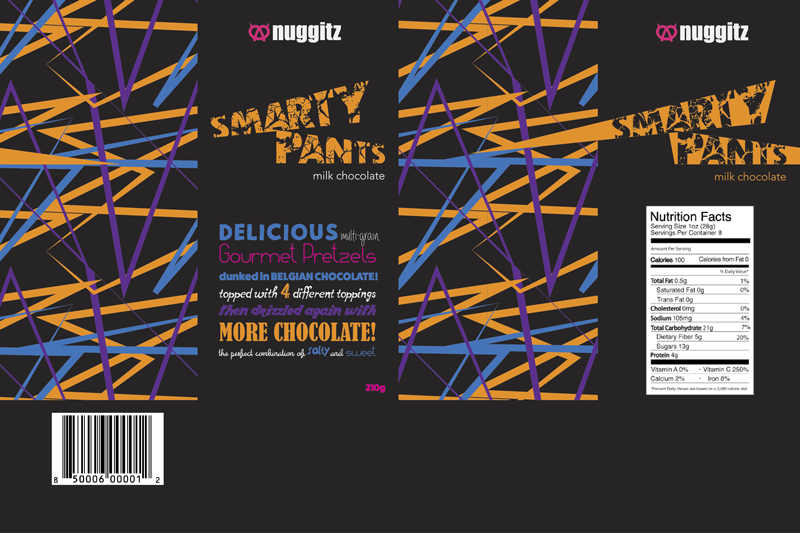 nuggitz
SMARTY
PANTS
milk chocolate
DELICIOUS multi-grain
Gourmet Pretzels
dunked in BELGIAN CHOCOLATE!
topped with 4 different toppings
then drizzled again with
MORE CHOCOLATE!
the perfect combination of salty and sweet
210g
8 50006 00001 2
nuggitz
SMARTY
PANTS
milk chocolate
Nutrition Facts
Serving Size 1oz (28g)
Servings Per Container 8
Amount Per Serving
Calories 100 Calories from Fat 0
% Daily Value*
Total Fat 0.5g 1%
Saturated Fat 0g 0%
Trans Fat 0g
Cholesterol 0mg 0%
Sodium 105mg 4%
Total Carbohydrate 21g 7%
Dietary Fiber 5g 20%
Sugars 13g
Protein 4g
Vitamin A 0% - Vitamin C 250%
Calcium 2% - Iron 8%
*Percent Daily Values are based on a 2,000 calorie diet.